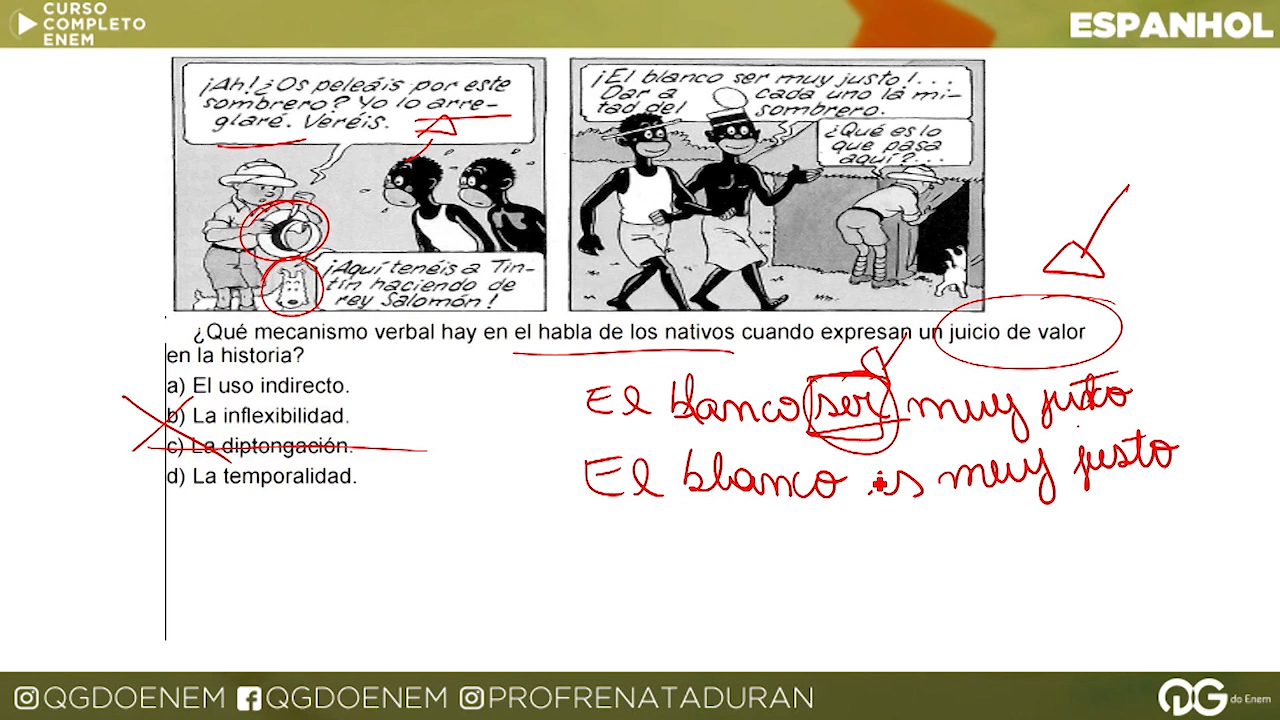 CURSO
COMPLETO
ENEM
ESPANHOL
¡Ah! ¿Os peleáis por este
sombrero? Yo lo arre-
glaré. Veréis.
¡Aquí tenéis a Tin-
tín haciendo de
rey Salomón!
¡El blanco ser muy justo!...
Dar a cada uno la mi-
tad del sombrero.
¿Qué es lo
que pasa
aquí?...
¿Qué mecanismo verbal hay en el habla de los nativos cuando expresan un juicio de valor
en la historia?
a) El uso indirecto.
b) La inflexibilidad.
c) La diptongación.
d) La temporalidad.
El blanco ser muy justo
El blanco es muy justo
@QGDOENEM @QGDOENEM @PROFRENATADURAN
QG do Enem